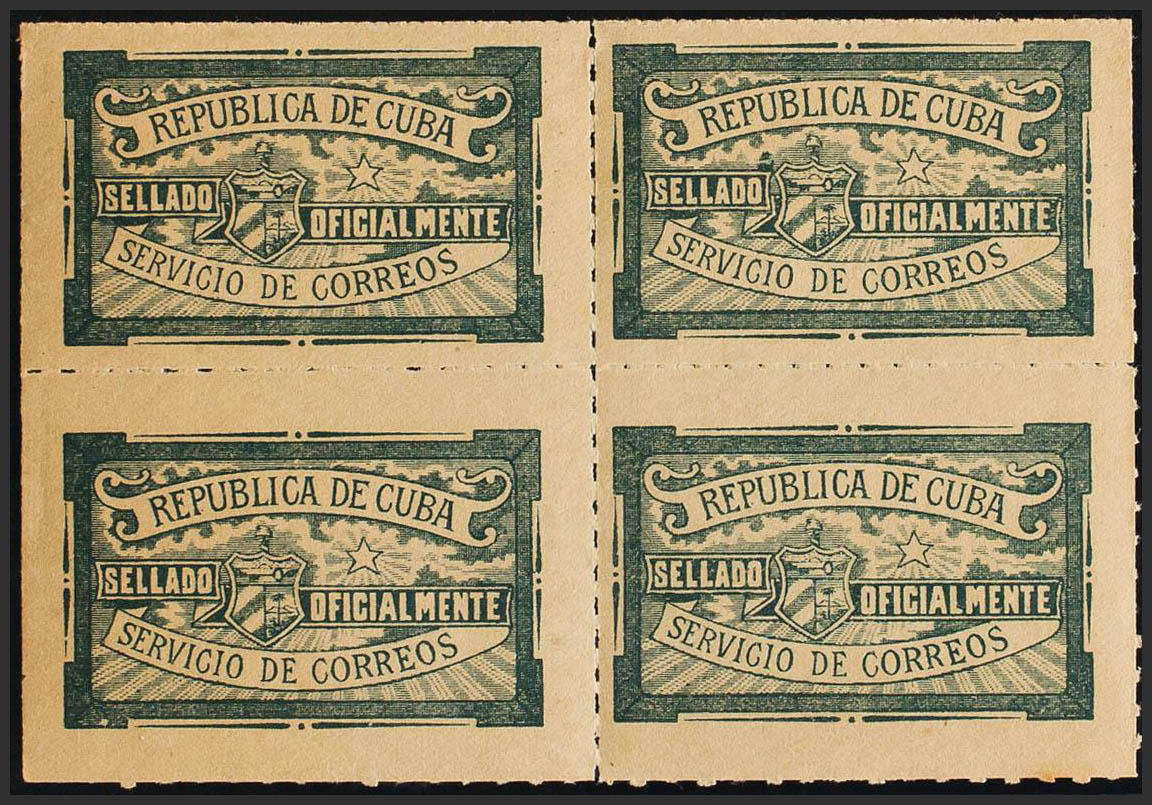 REPUBLICA DE CUBA
SELLADO OFICIALMENTE
SERVICIO DE CORREOS
REPUBLICA DE CUBA
SELLADO OFICIALMENTE
SERVICIO DE CORREOS
REPUBLICA DE CUBA
SELLADO OFICIALMENTE
SERVICIO DE CORREOS
REPUBLICA DE CUBA
SELLADO OFICIALMENTE
SERVICIO DE CORREOS